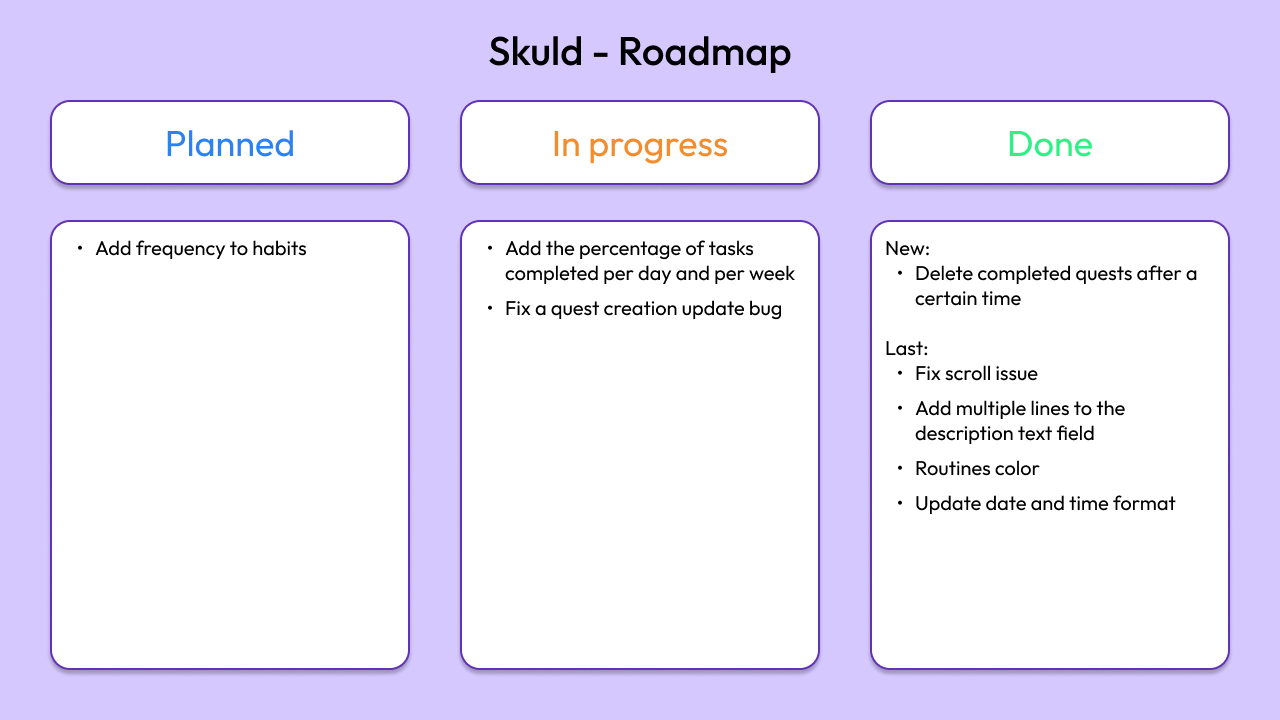 Skuld - Roadmap
Planned
• Add frequency to habits
In progress
• Add the percentage of tasks
completed per day and per week
• Fix a quest creation update bug
Done
New:
• Delete completed quests after a
certain time
Last:
• Fix scroll issue
• Add multiple lines to the
description text field
• Routines color
• Update date and time format